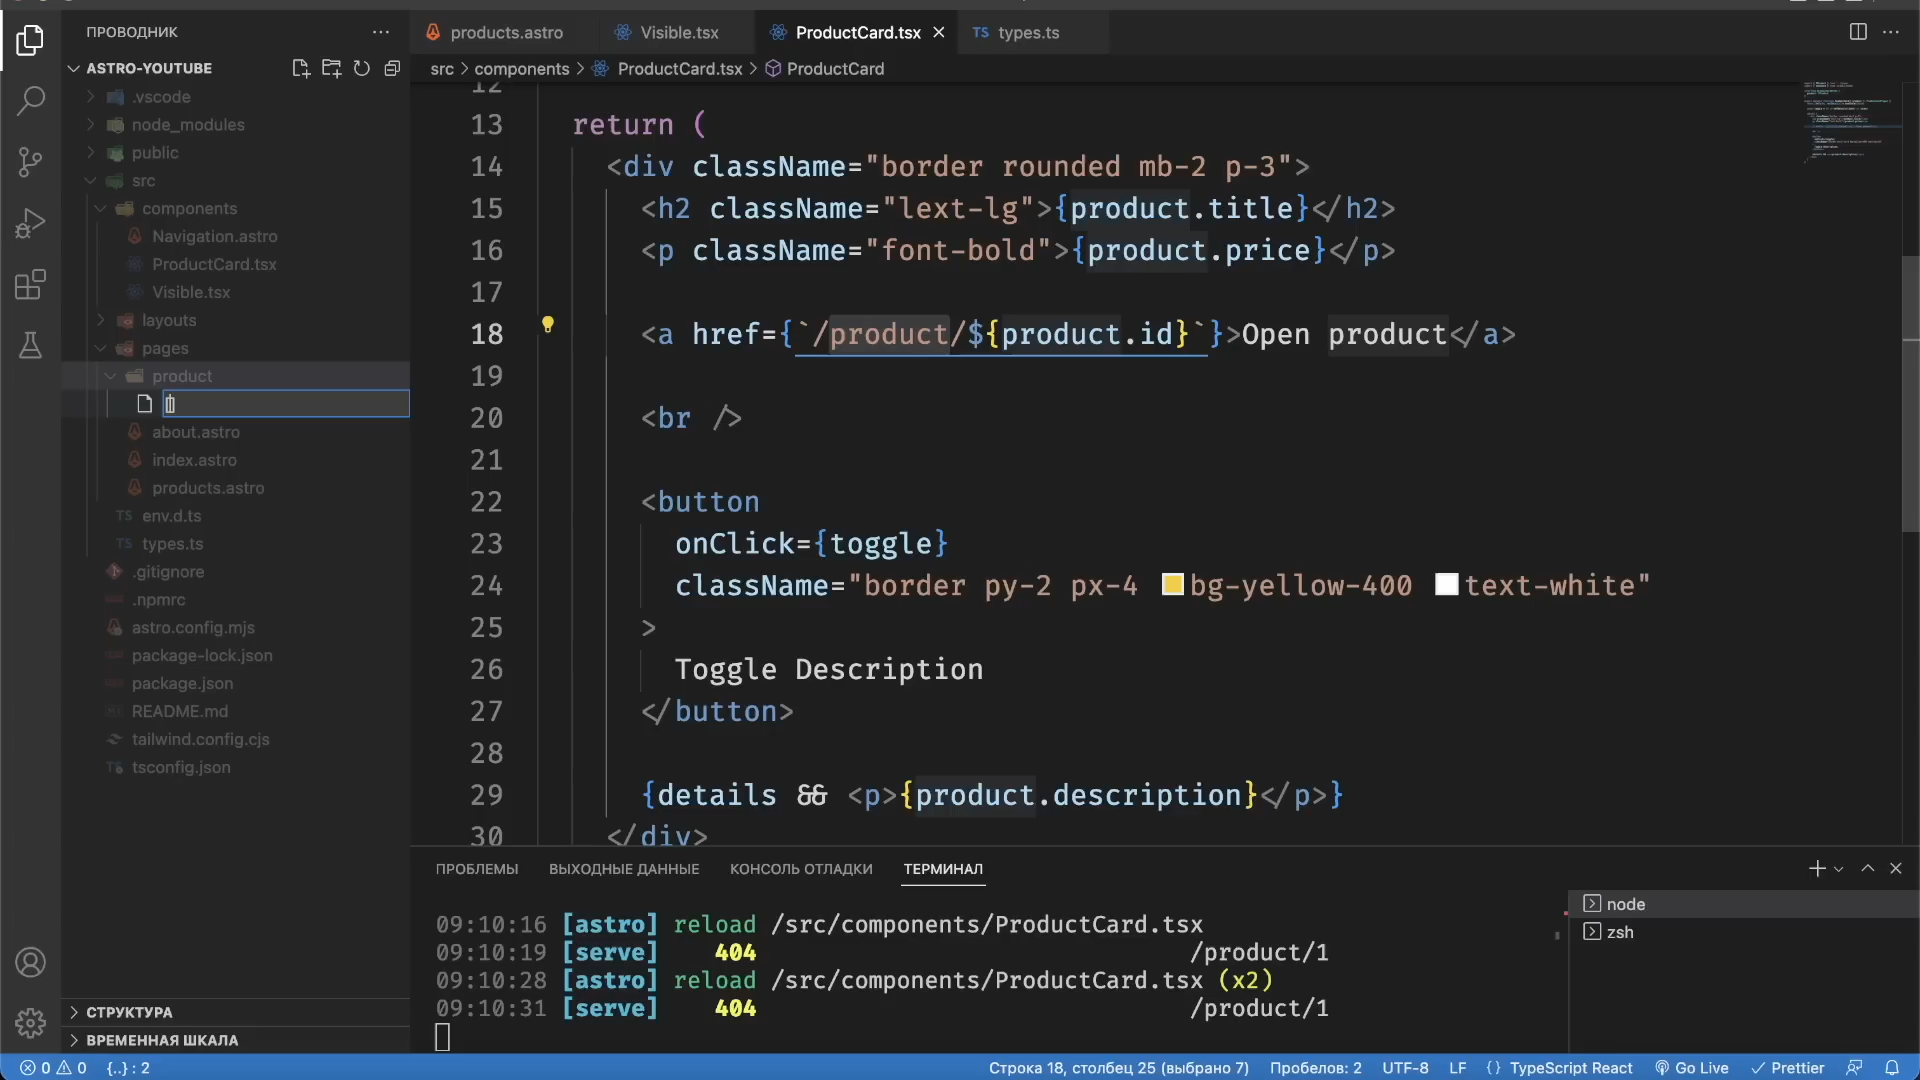 ПРОВОДНИК
ASTRO-YOUTUBE
.vscode
node_modules
public
src
components
Navigation.astro
ProductCard.tsx
Visible.tsx
layouts
pages
product
[]
about.astro
index.astro
products.astro
TS env.d.ts
TS types.ts
.gitignore
.npmrc
astro.config.mjs
package-lock.json
package.json
README.md
tailwind.config.cjs
tsconfig.json
СТРУКТУРА
ВРЕМЕННАЯ ШКАЛА
products.astro Visible.tsx ProductCard.tsx TS types.ts
src > components > ProductCard.tsx > ProductCard
12
13 return (
14 <div className="border rounded mb-2 p-3">
15 <h2 className="lext-lg">{product.title}</h2>
16 <p className="font-bold">{product.price}</p>
17
18 <a href={`/product/${product.id}`}>Open product</a>
19
20 <br />
21
22 <button
23 onClick={toggle}
24 className="border py-2 px-4 bg-yellow-400 text-white"
25 >
26 Toggle Description
27 </button>
28
29 {details && <p>{product.description}</p>}
30 </div>
ПРОБЛЕМЫ ВЫХОДНЫЕ ДАННЫЕ КОНСОЛЬ ОТЛАДКИ ТЕРМИНАЛ
09:10:16 [astro] reload /src/components/ProductCard.tsx
09:10:19 [serve] 404 /product/1
09:10:28 [astro] reload /src/components/ProductCard.tsx (x2)
09:10:31 [serve] 404 /product/1
node
zsh
0 0 {..} : 2 Строка 18, столбец 25 (выбрано 7) Пробелов: 2 UTF-8 LF {} TypeScript React Go Live Prettier